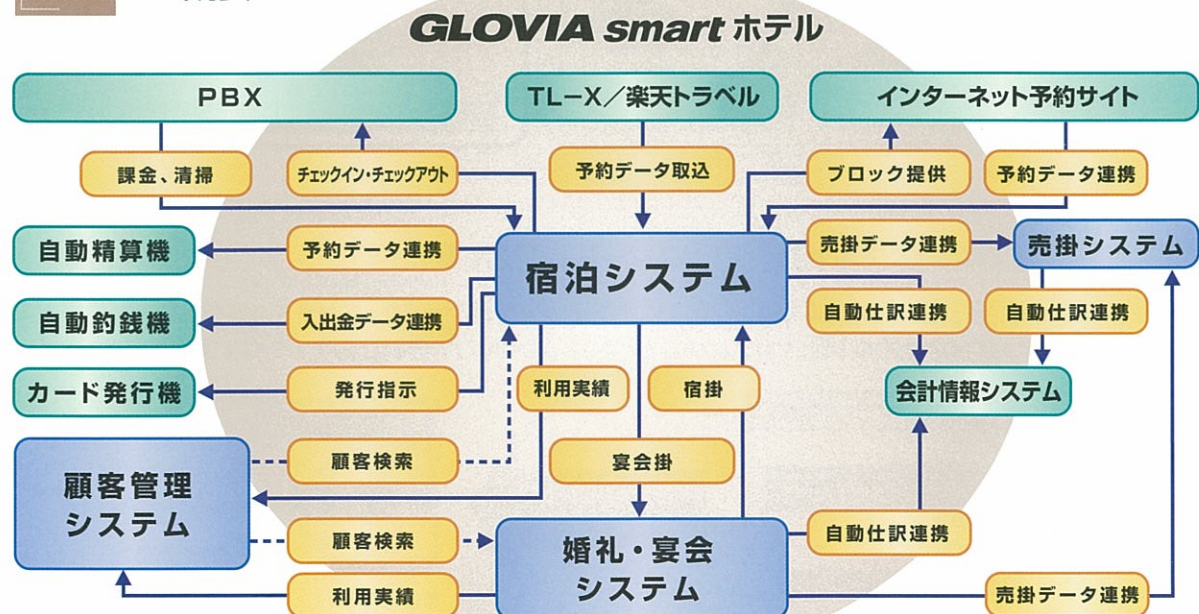 GLOVIA smart ホテル
PBX
TL-X／楽天トラベル
インターネット予約サイト
課金、清掃
チェックイン・チェックアウト
予約データ取込
ブロック提供
予約データ連携
自動精算機
予約データ連携
宿泊システム
売掛データ連携
売掛システム
自動釣銭機
入出金データ連携
自動仕訳連携
自動仕訳連携
カード発行機
発行指示
利用実績
宿掛
会計情報システム
顧客管理
システム
顧客検索
宴会掛
顧客検索
婚礼・宴会
システム
自動仕訳連携
利用実績
売掛データ連携